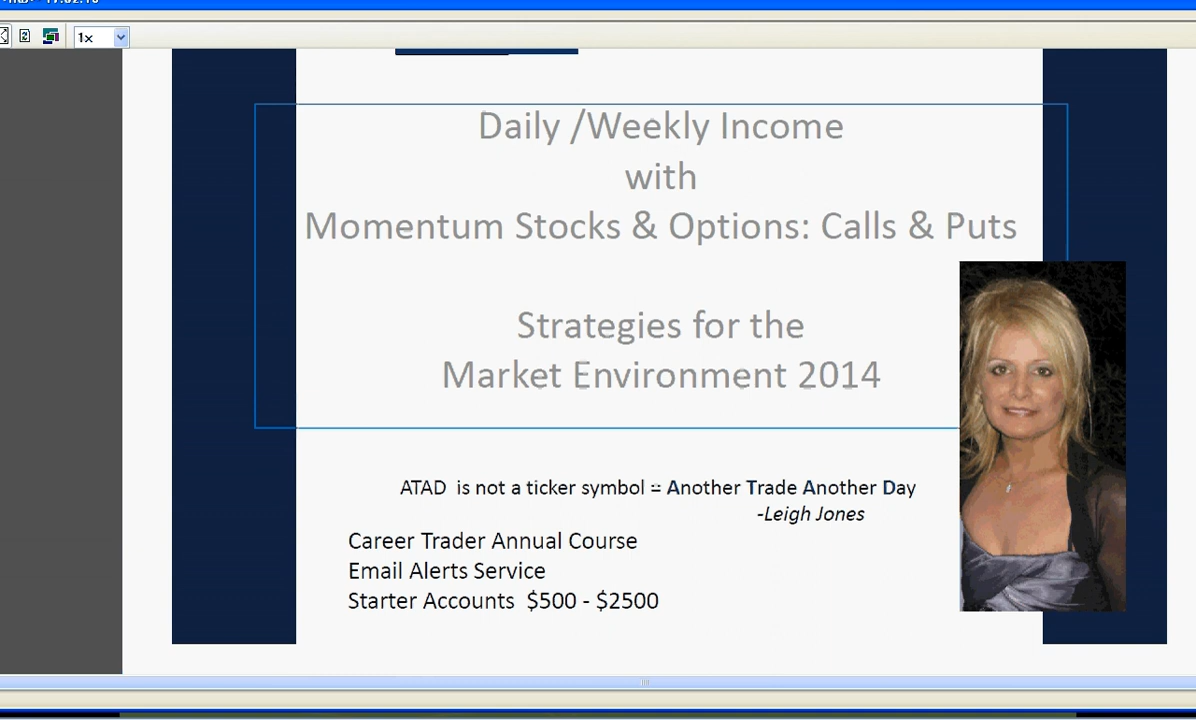 1x
Daily /Weekly Income
with
Momentum Stocks & Options: Calls & Puts
Strategies for the
Market Environment 2014
ATAD is not a ticker symbol = Another Trade Another Day
-Leigh Jones
Career Trader Annual Course
Email Alerts Service
Starter Accounts $500 - $2500